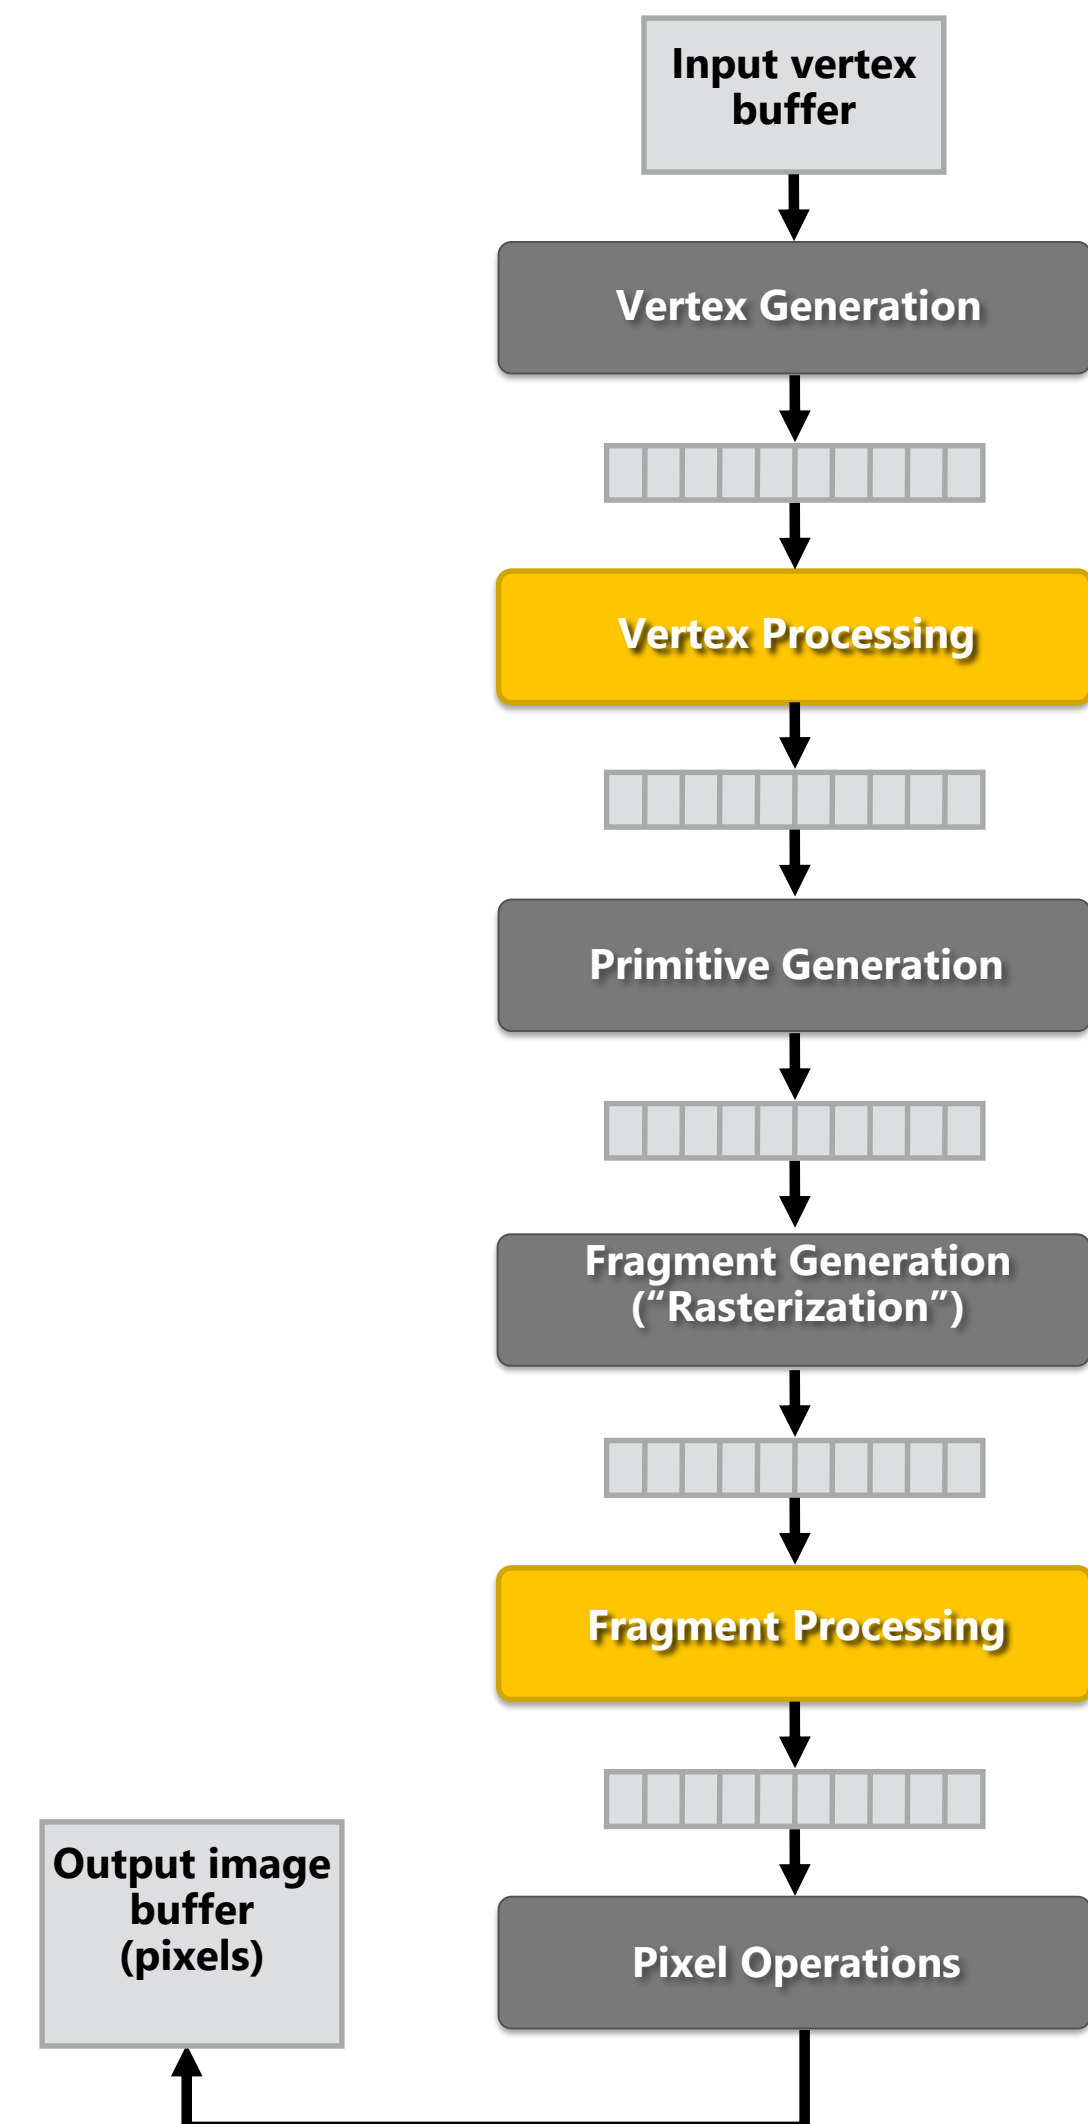 Input vertex
buffer
Vertex Generation
Vertex Processing
Primitive Generation
Fragment Generation
(“Rasterization”)
Fragment Processing
Output image
buffer
(pixels)
Pixel Operations